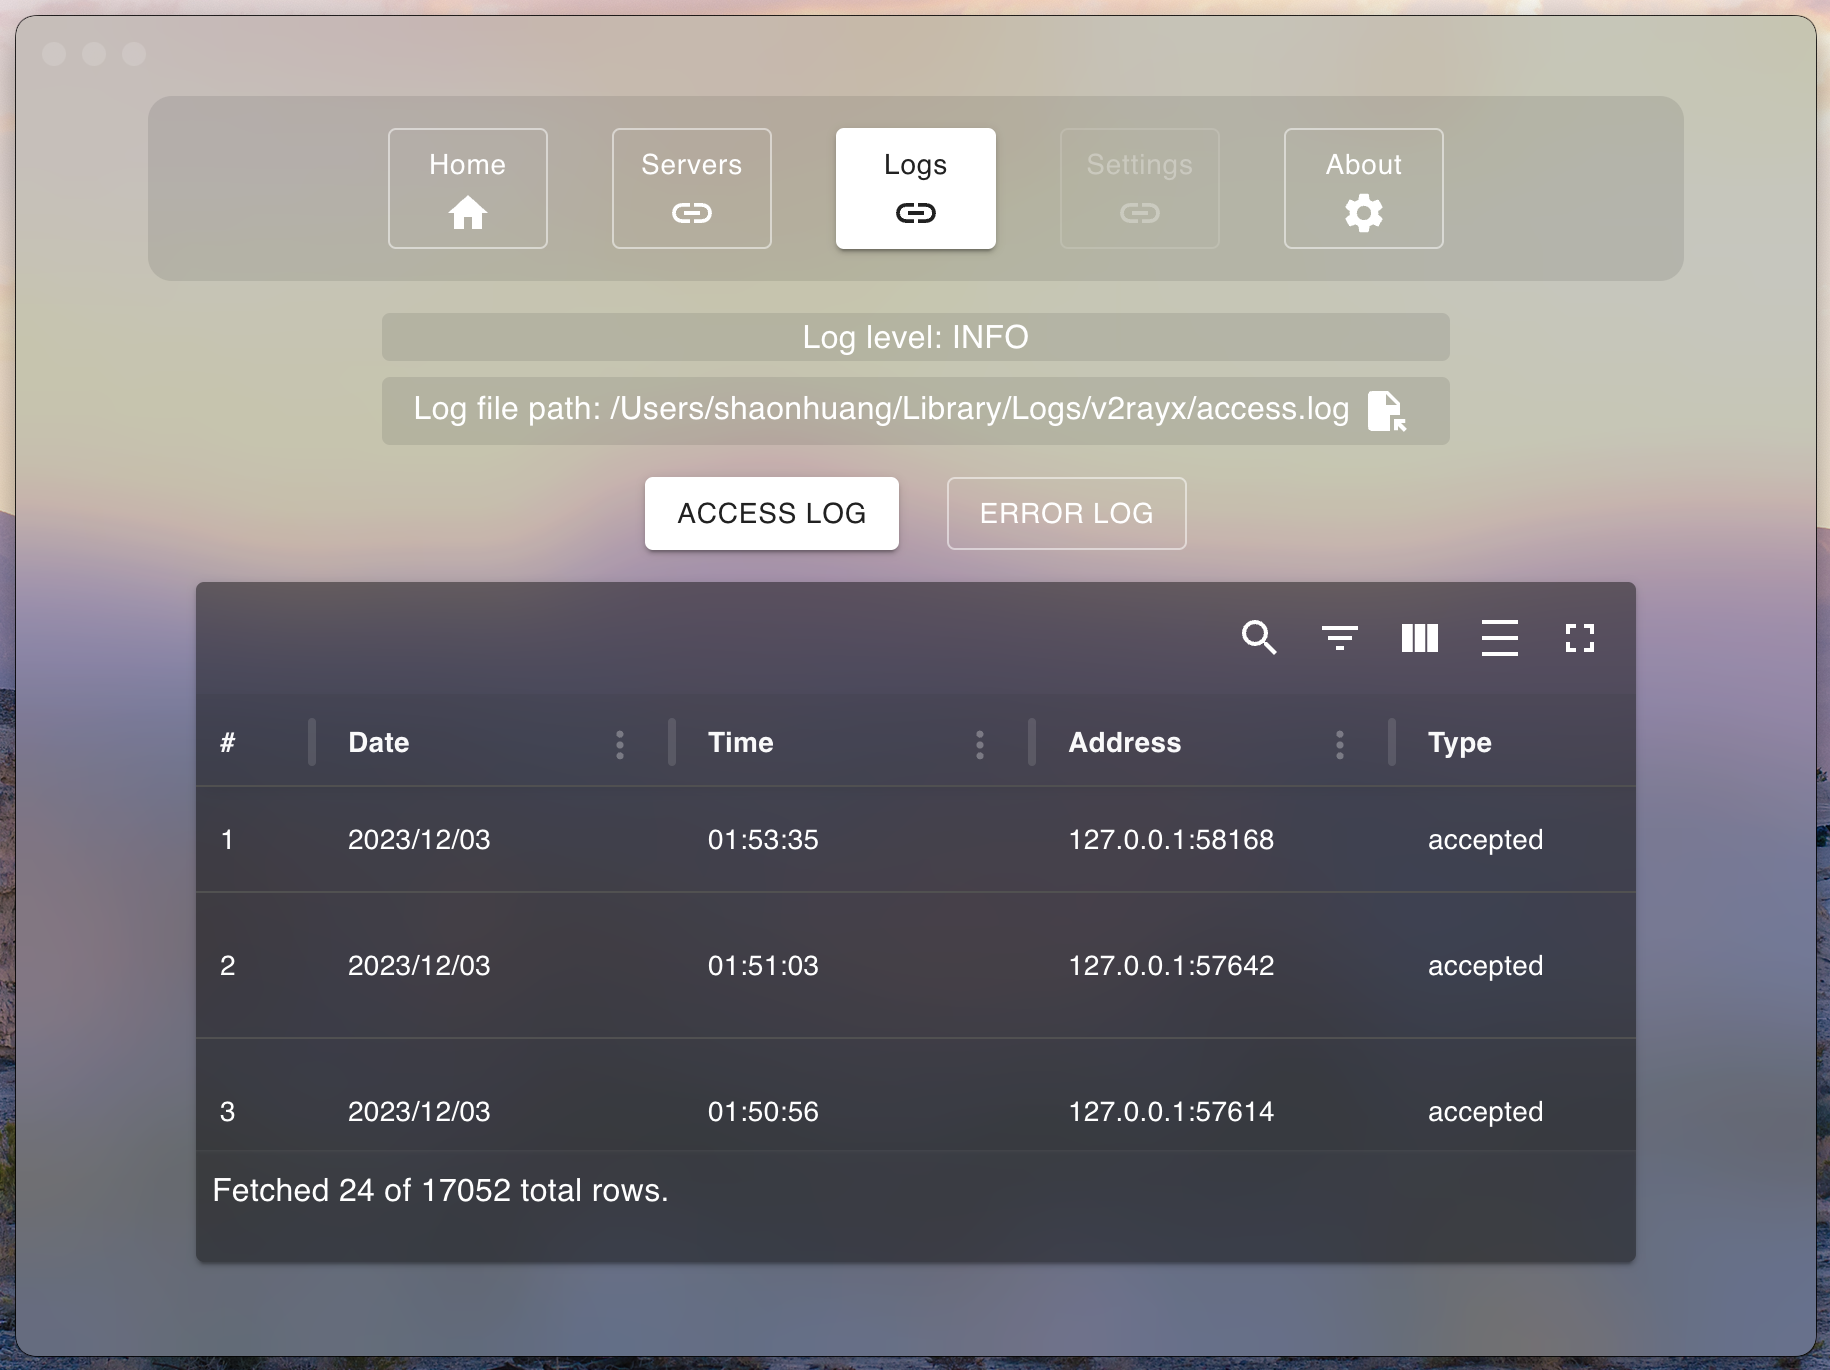 Home Servers Logs Settings About
Log level: INFO
Log file path: /Users/shaonhuang/Library/Logs/v2rayx/access.log
ACCESS LOG ERROR LOG
# Date Time Address Type
1 2023/12/03 01:53:35 127.0.0.1:58168 accepted
2 2023/12/03 01:51:03 127.0.0.1:57642 accepted
3 2023/12/03 01:50:56 127.0.0.1:57614 accepted
Fetched 24 of 17052 total rows.